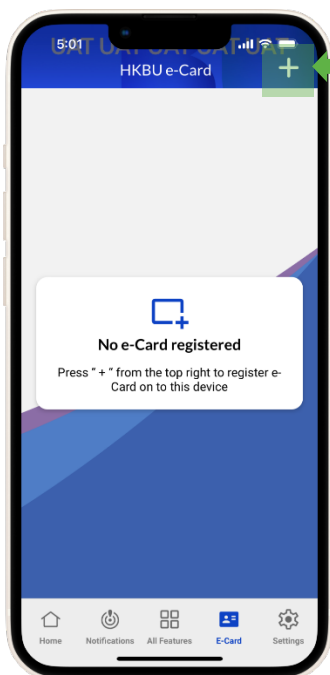 5:01
UAT UAT UAT UAT UAT
HKBU e-Card
+
No e-Card registered
Press “ + ” from the top right to register e-
Card on to this device
Home Notifications All Features E-Card Settings